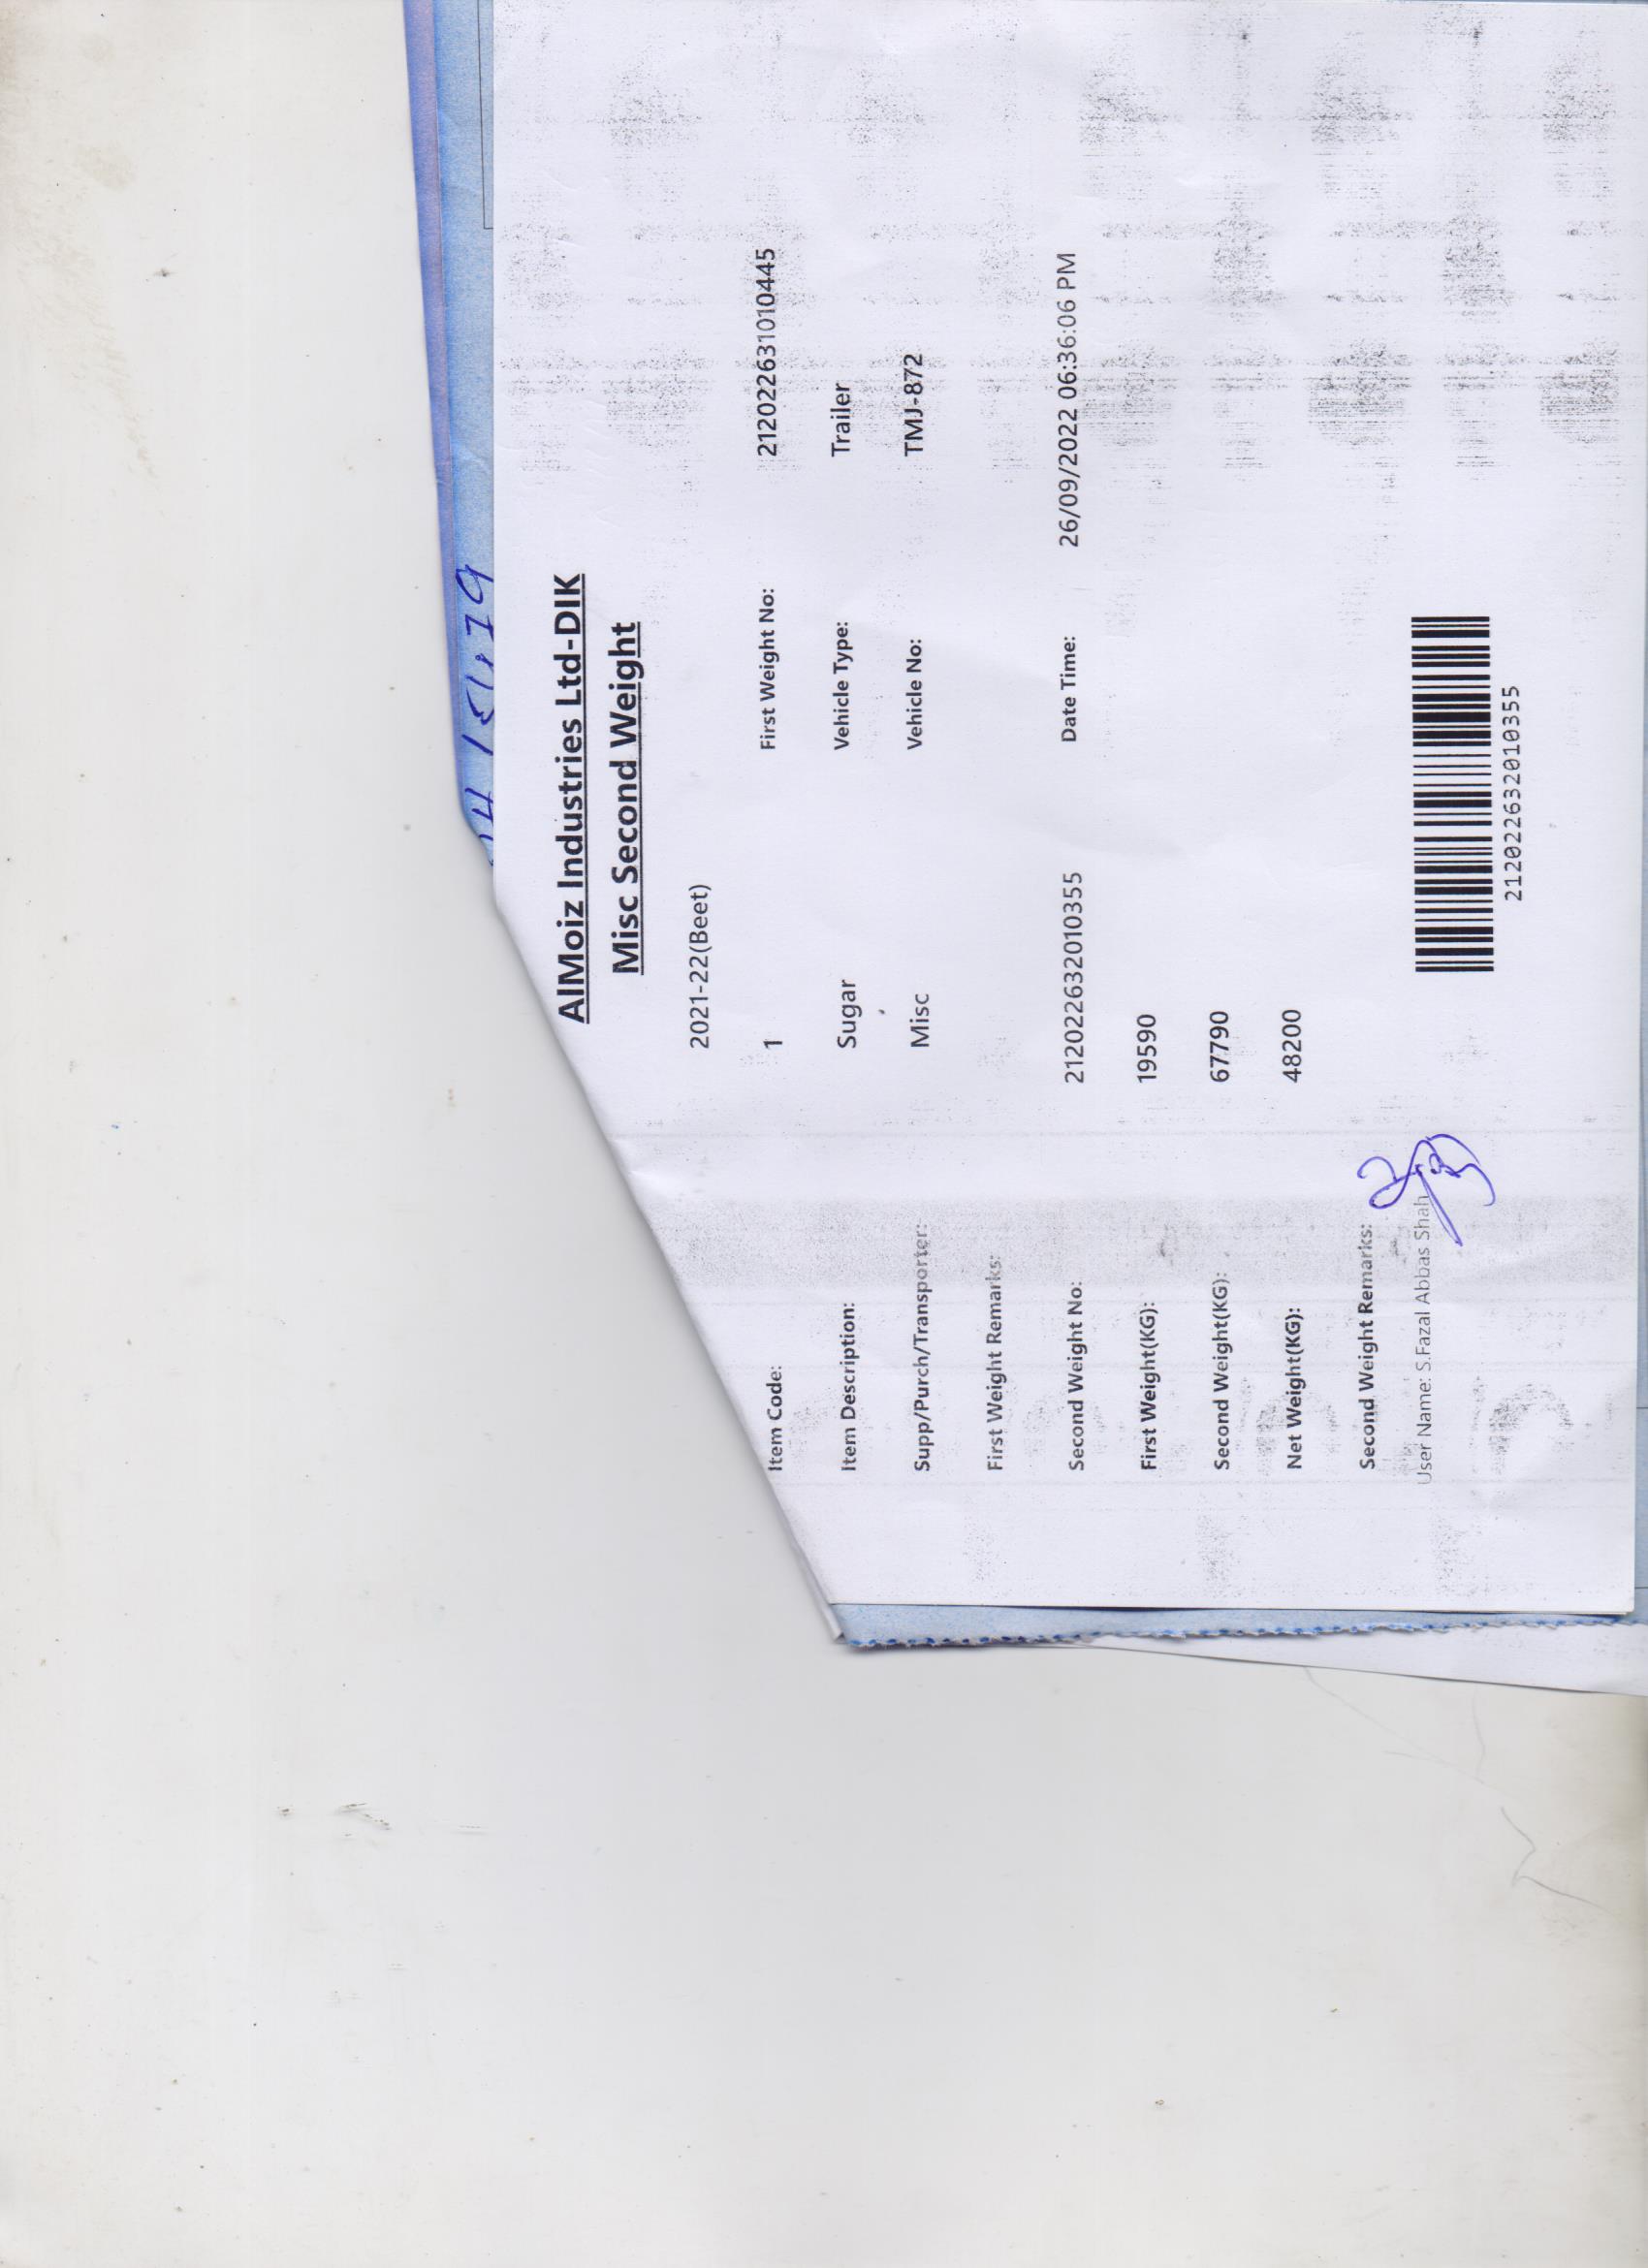 AlMoiz Industries Ltd-DIK
Misc Second Weight
2021-22(Beet)
Item Code: 1 First Weight No: 212022631010445
Item Description: Sugar Vehicle Type: Trailer
Supp/Purch/Transporter: Misc Vehicle No: TMJ-872
First Weight Remarks:
Second Weight No: 212022632010355 Date Time: 26/09/2022 06:36:06 PM
First Weight(KG): 19590
Second Weight(KG): 67790
Net Weight(KG): 48200
Second Weight Remarks:
User Name: S.Fazal Abbas Shah
212022632010355